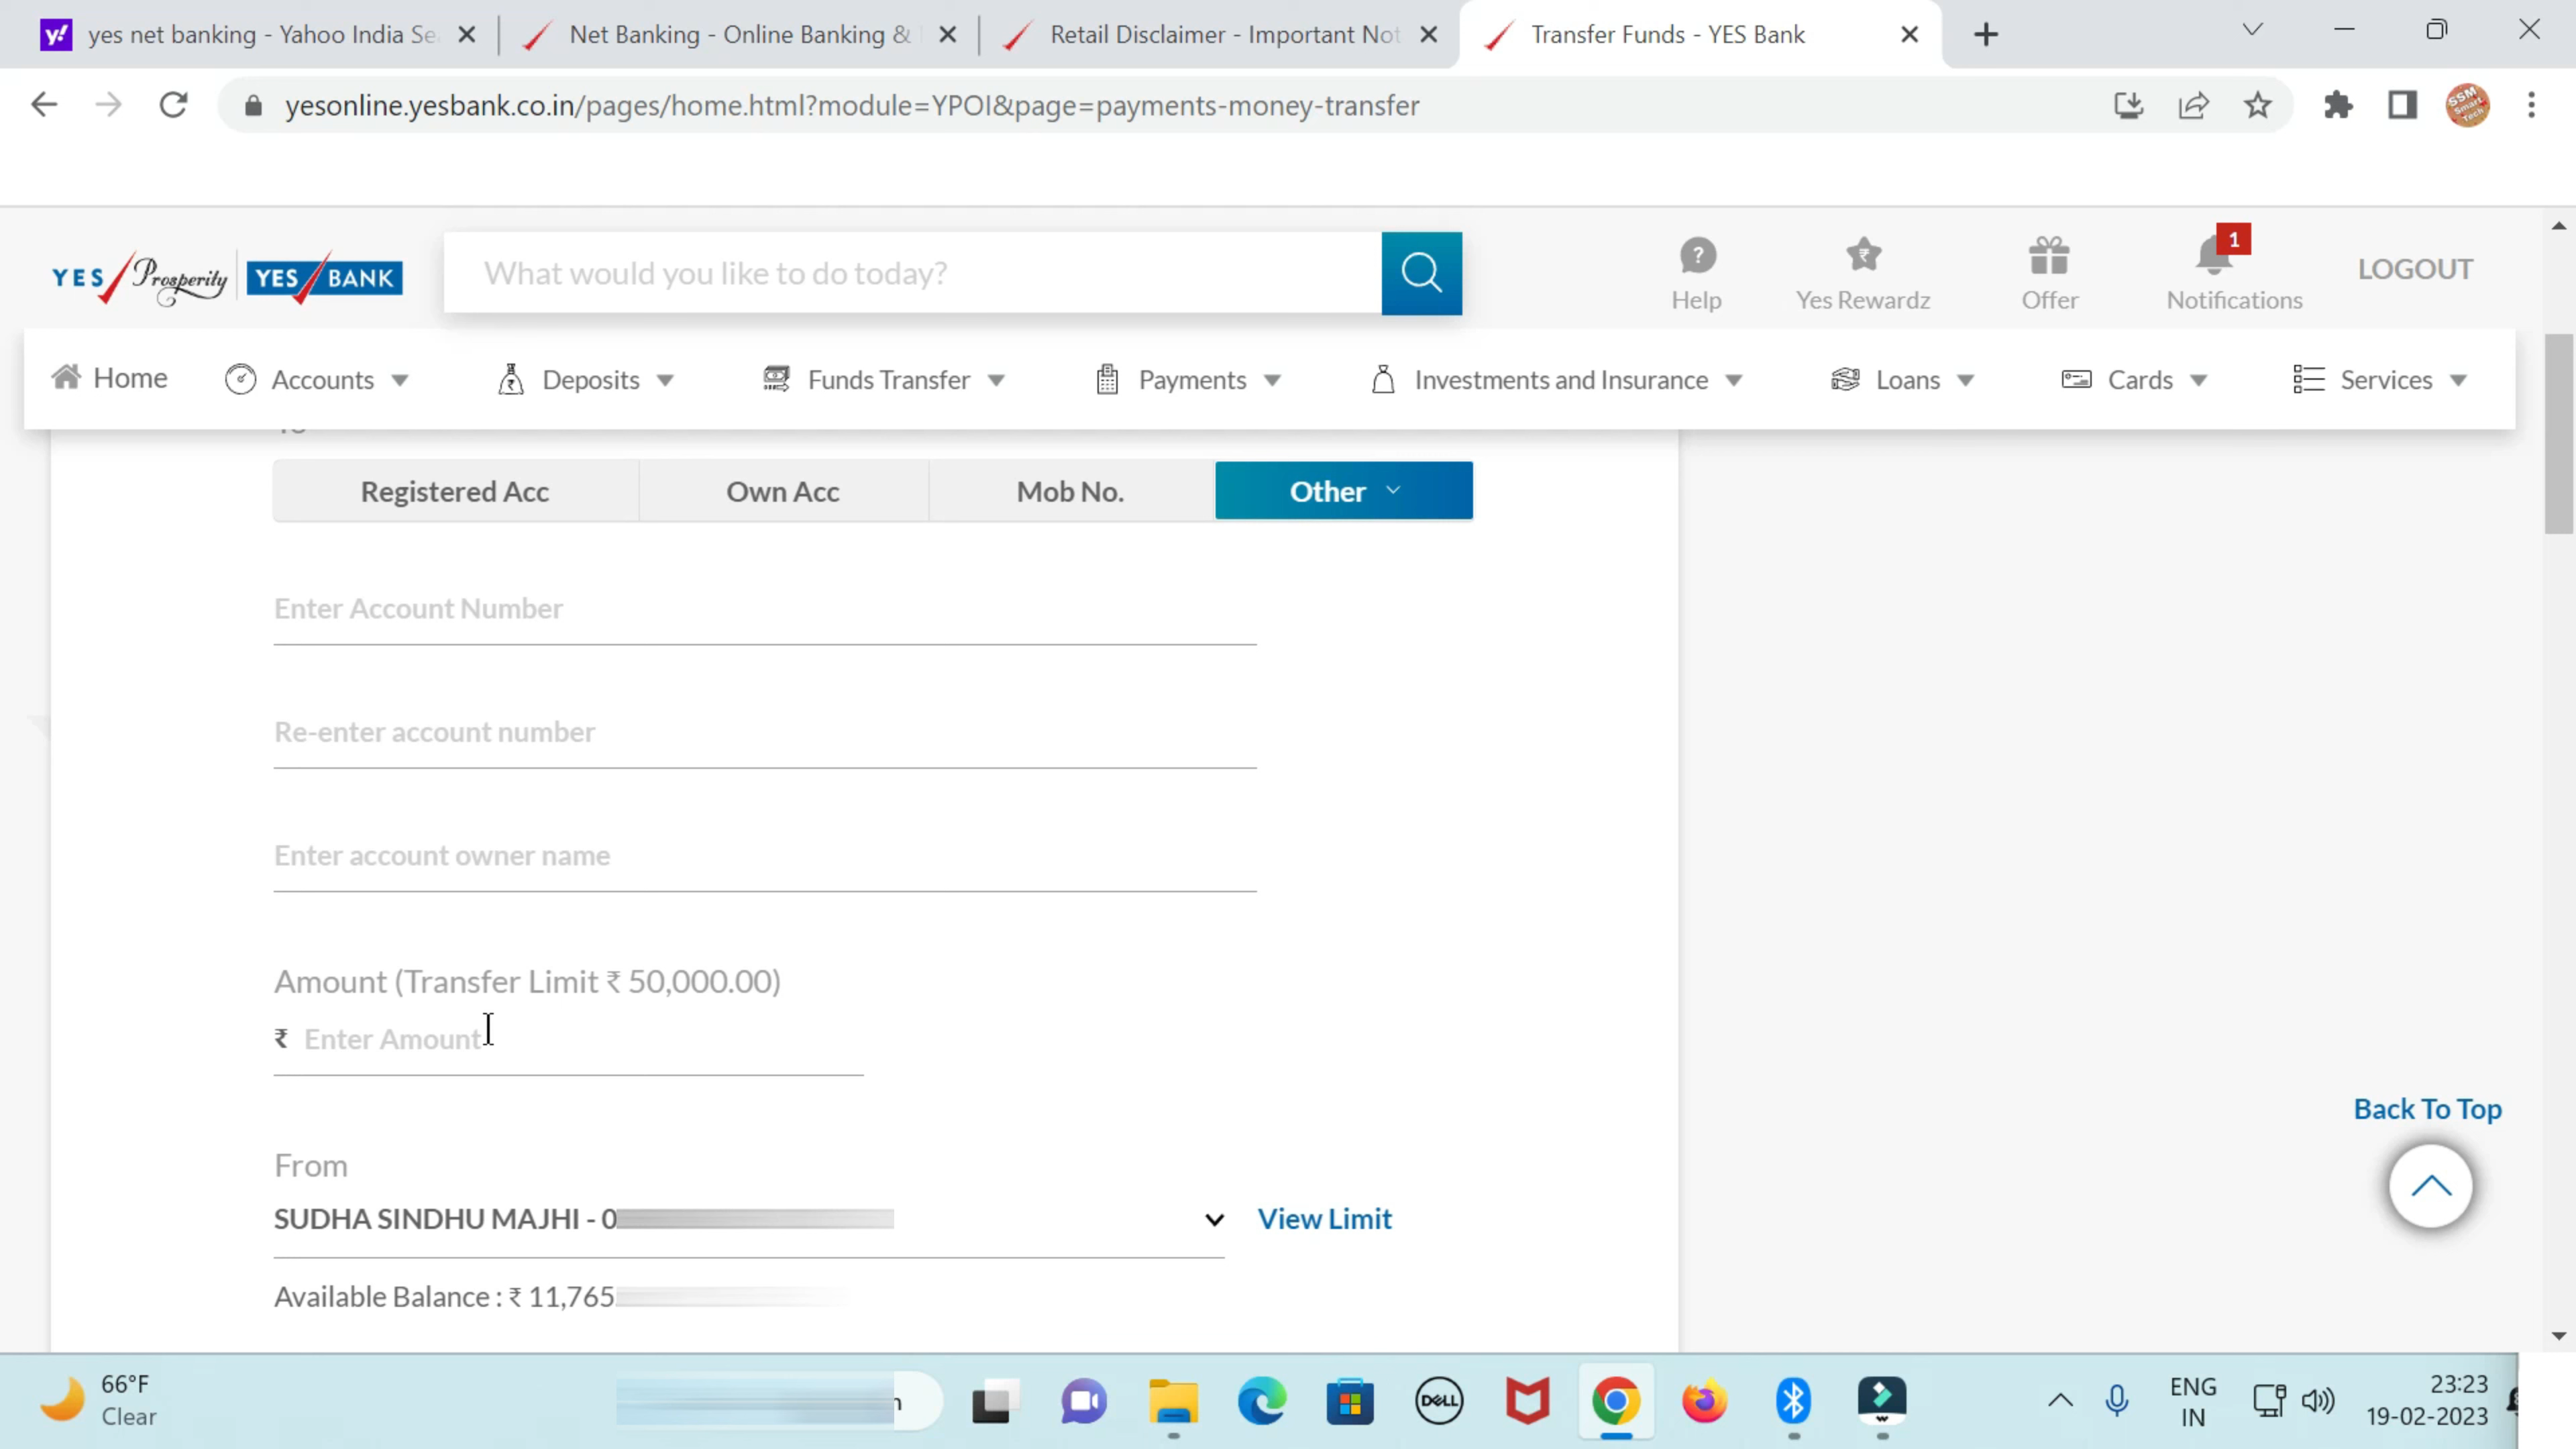 yes net banking - Yahoo India Se
Net Banking - Online Banking &
Retail Disclaimer - Important Not
Transfer Funds - YES Bank
yesonline.yesbank.co.in/pages/home.html?module=YPOI&page=payments-money-transfer
SSM Smart Tech
YES Prosperity YES BANK
What would you like to do today?
Help
Yes Rewardz
Offer
1
Notifications
LOGOUT
Home
Accounts
Deposits
Funds Transfer
Payments
Investments and Insurance
Loans
Cards
Services
Registered Acc
Own Acc
Mob No.
Other
Enter Account Number
Re-enter account number
Enter account owner name
Amount (Transfer Limit ₹ 50,000.00)
₹ Enter Amount
From
SUDHA SINDHU MAJHI - 0
View Limit
Available Balance : ₹ 11,765
Back To Top
66°F
Clear
DELL
ENG
IN
23:23
19-02-2023